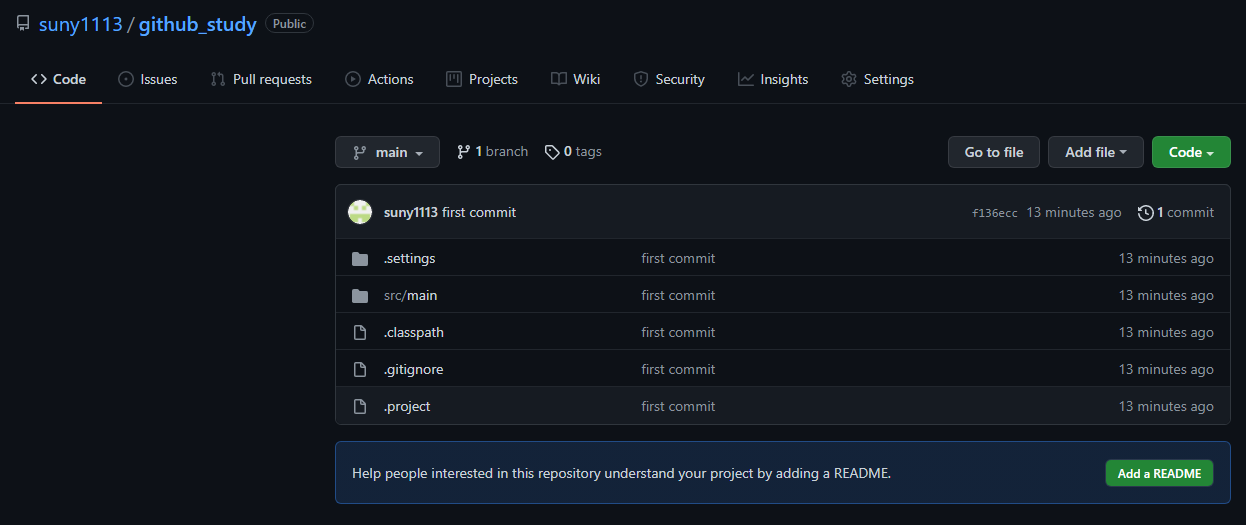 suny1113 / github_study Public
Code Issues Pull requests Actions Projects Wiki Security Insights Settings
main 1 branch 0 tags Go to file Add file Code
suny1113 first commit f136ecc 13 minutes ago 1 commit
.settings first commit 13 minutes ago
src/main first commit 13 minutes ago
.classpath first commit 13 minutes ago
.gitignore first commit 13 minutes ago
.project first commit 13 minutes ago
Help people interested in this repository understand your project by adding a README. Add a README